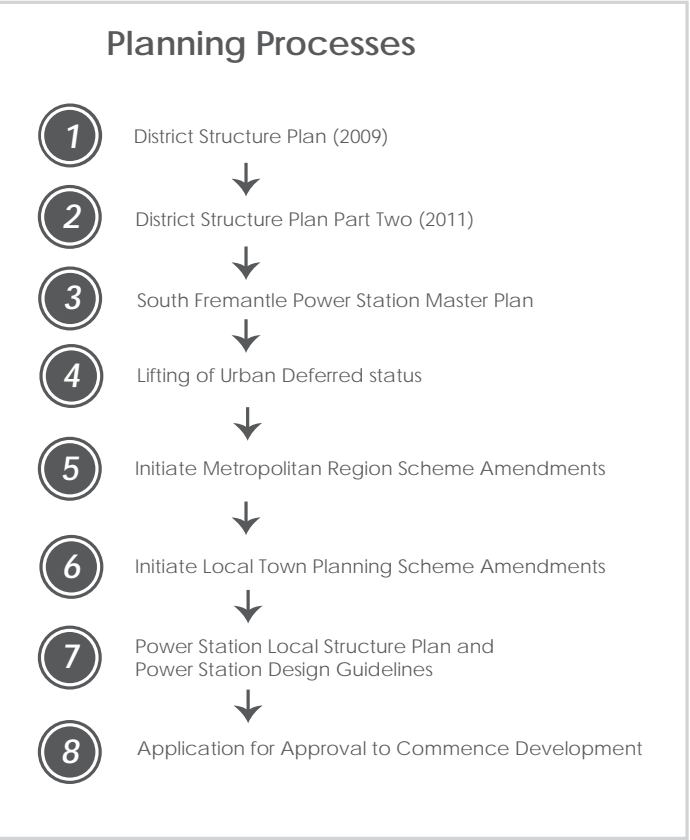 Planning Processes
1 District Structure Plan (2009)
2 District Structure Plan Part Two (2011)
3 South Fremantle Power Station Master Plan
4 Lifting of Urban Deferred status
5 Initiate Metropolitan Region Scheme Amendments
6 Initiate Local Town Planning Scheme Amendments
7 Power Station Local Structure Plan and
Power Station Design Guidelines
8 Application for Approval to Commence Development